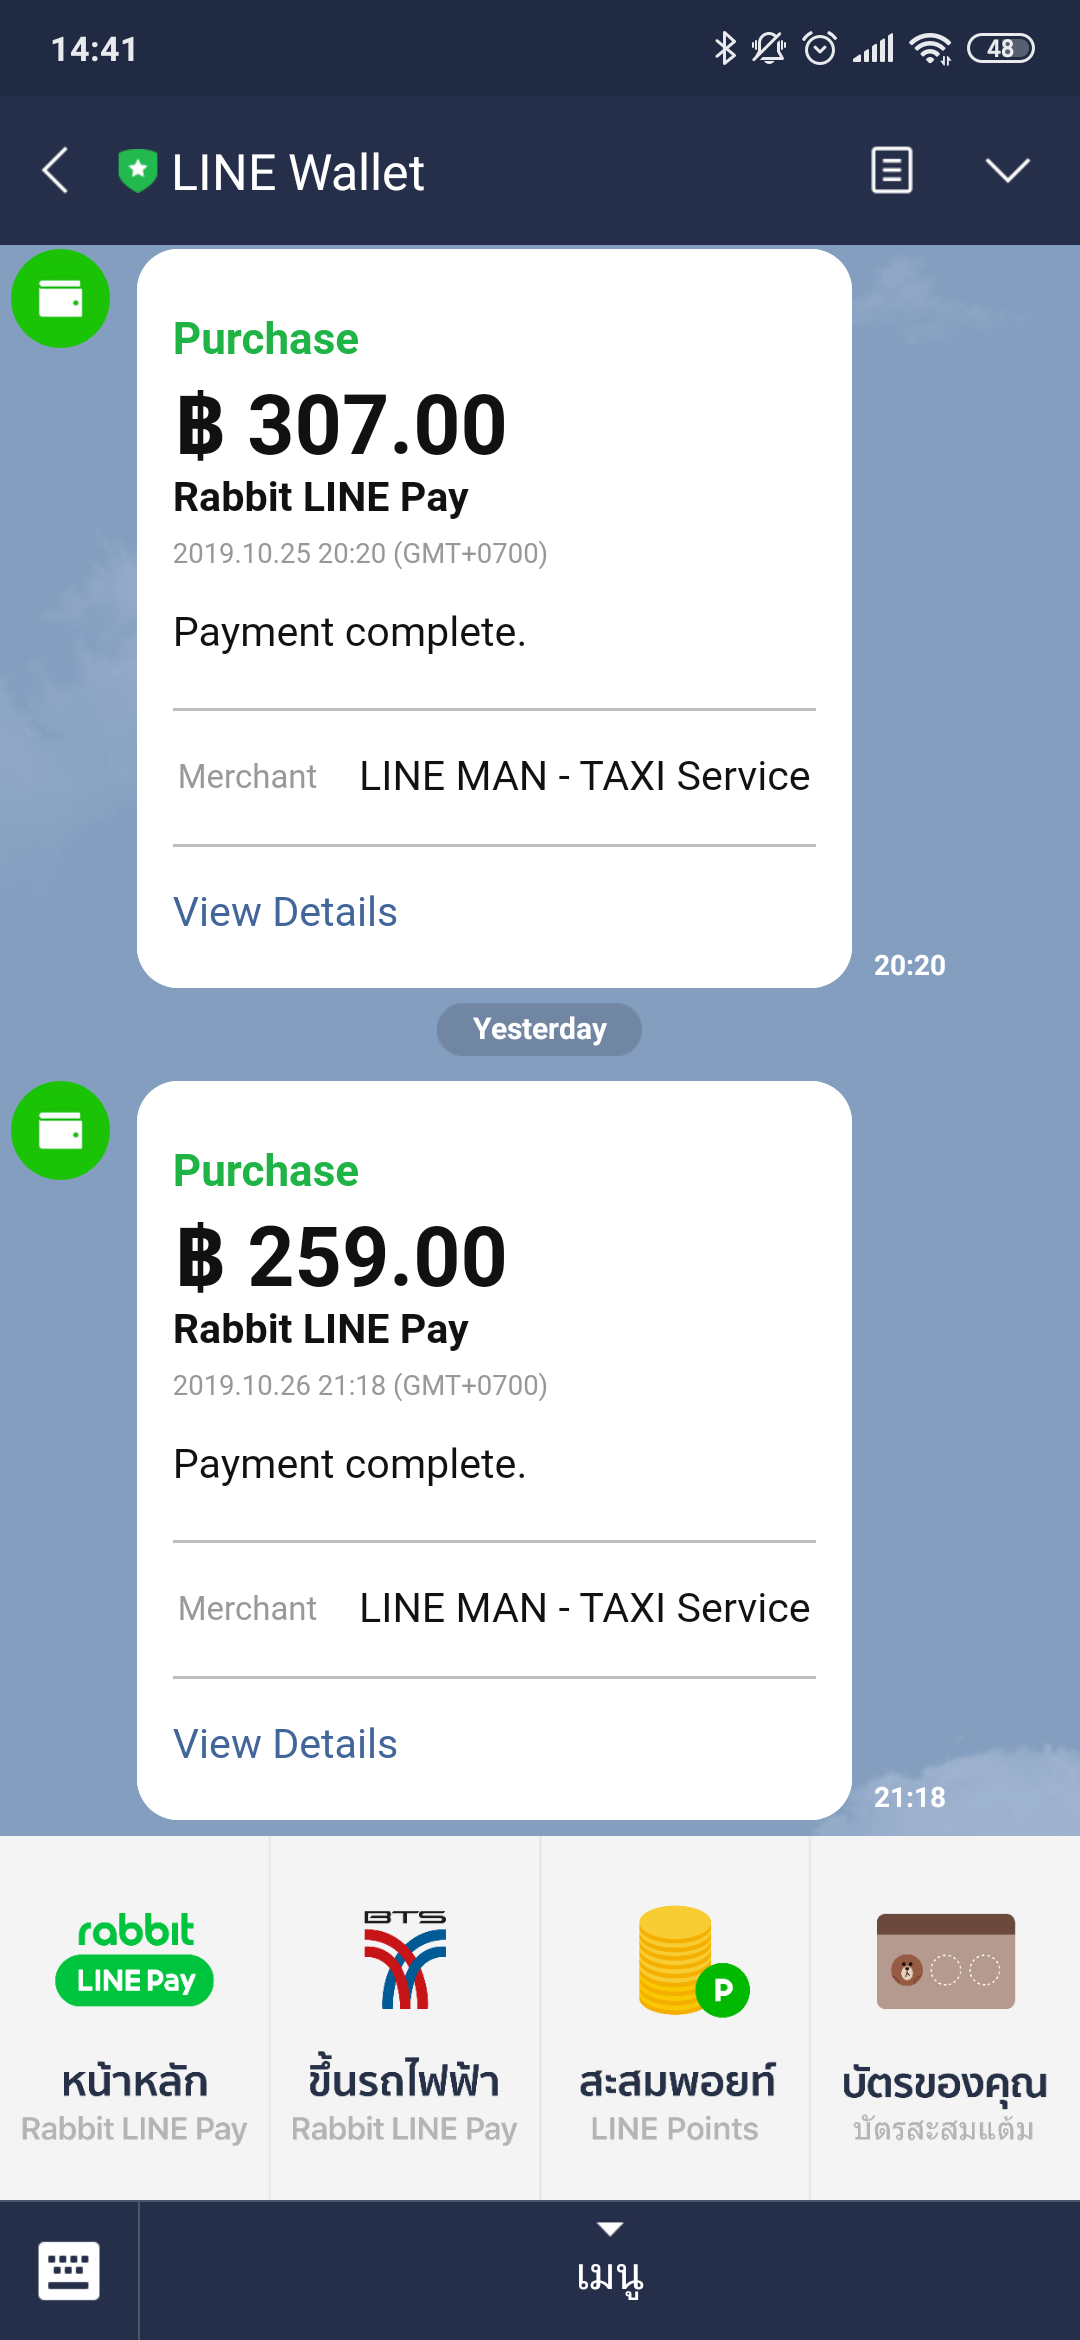 14:41
48
LINE Wallet
Purchase
฿ 307.00
Rabbit LINE Pay
2019.10.25 20:20 (GMT+0700)
Payment complete.
Merchant LINE MAN - TAXI Service
View Details
20:20
Yesterday
Purchase
฿ 259.00
Rabbit LINE Pay
2019.10.26 21:18 (GMT+0700)
Payment complete.
Merchant LINE MAN - TAXI Service
View Details
21:18
rabbit
LINE Pay
BTS
P
หน้าหลัก
Rabbit LINE Pay
ขึ้นรถไฟฟ้า
Rabbit LINE Pay
สะสมพอยท์
LINE Points
บัตรของคุณ
บัตรสะสมแต้ม
เมนู